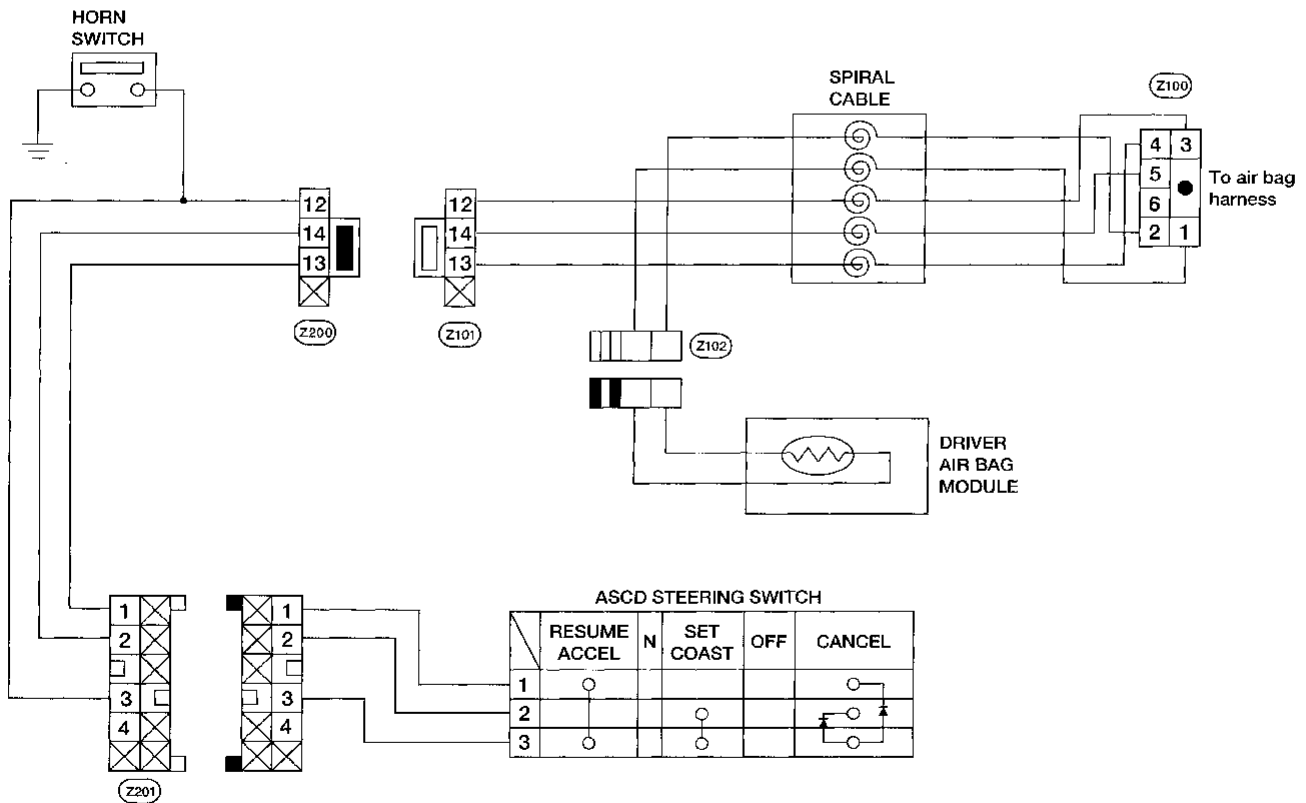 HORN
SWITCH
SPIRAL
CABLE
Z100
4 3
5
6
2 1
To air bag
harness
12
14
13
Z200
12
14
13
Z101
Z102
DRIVER
AIR BAG
MODULE
1
2
3
4
Z201
1
2
3
4
ASCD STEERING SWITCH
RESUME
ACCEL
N
SET
COAST
OFF
CANCEL
1
2
3